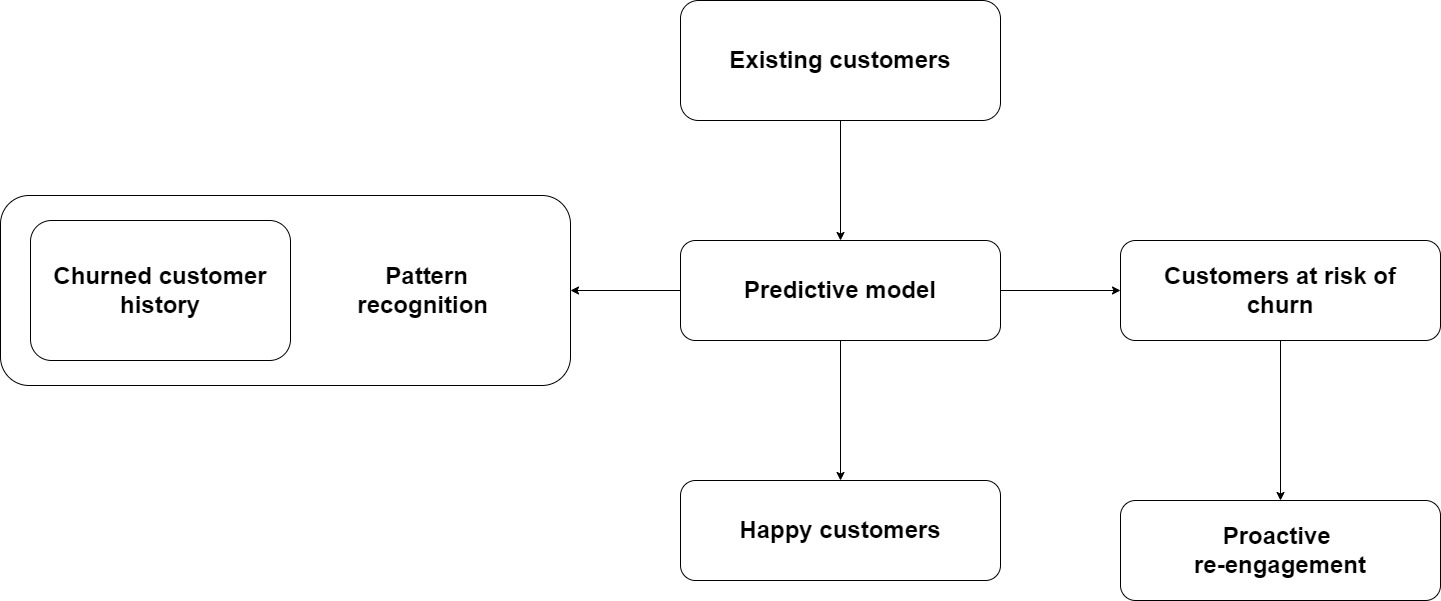 Existing customers
Churned customer
history
Pattern
recognition
Predictive model
Customers at risk of
churn
Happy customers
Proactive
re-engagement